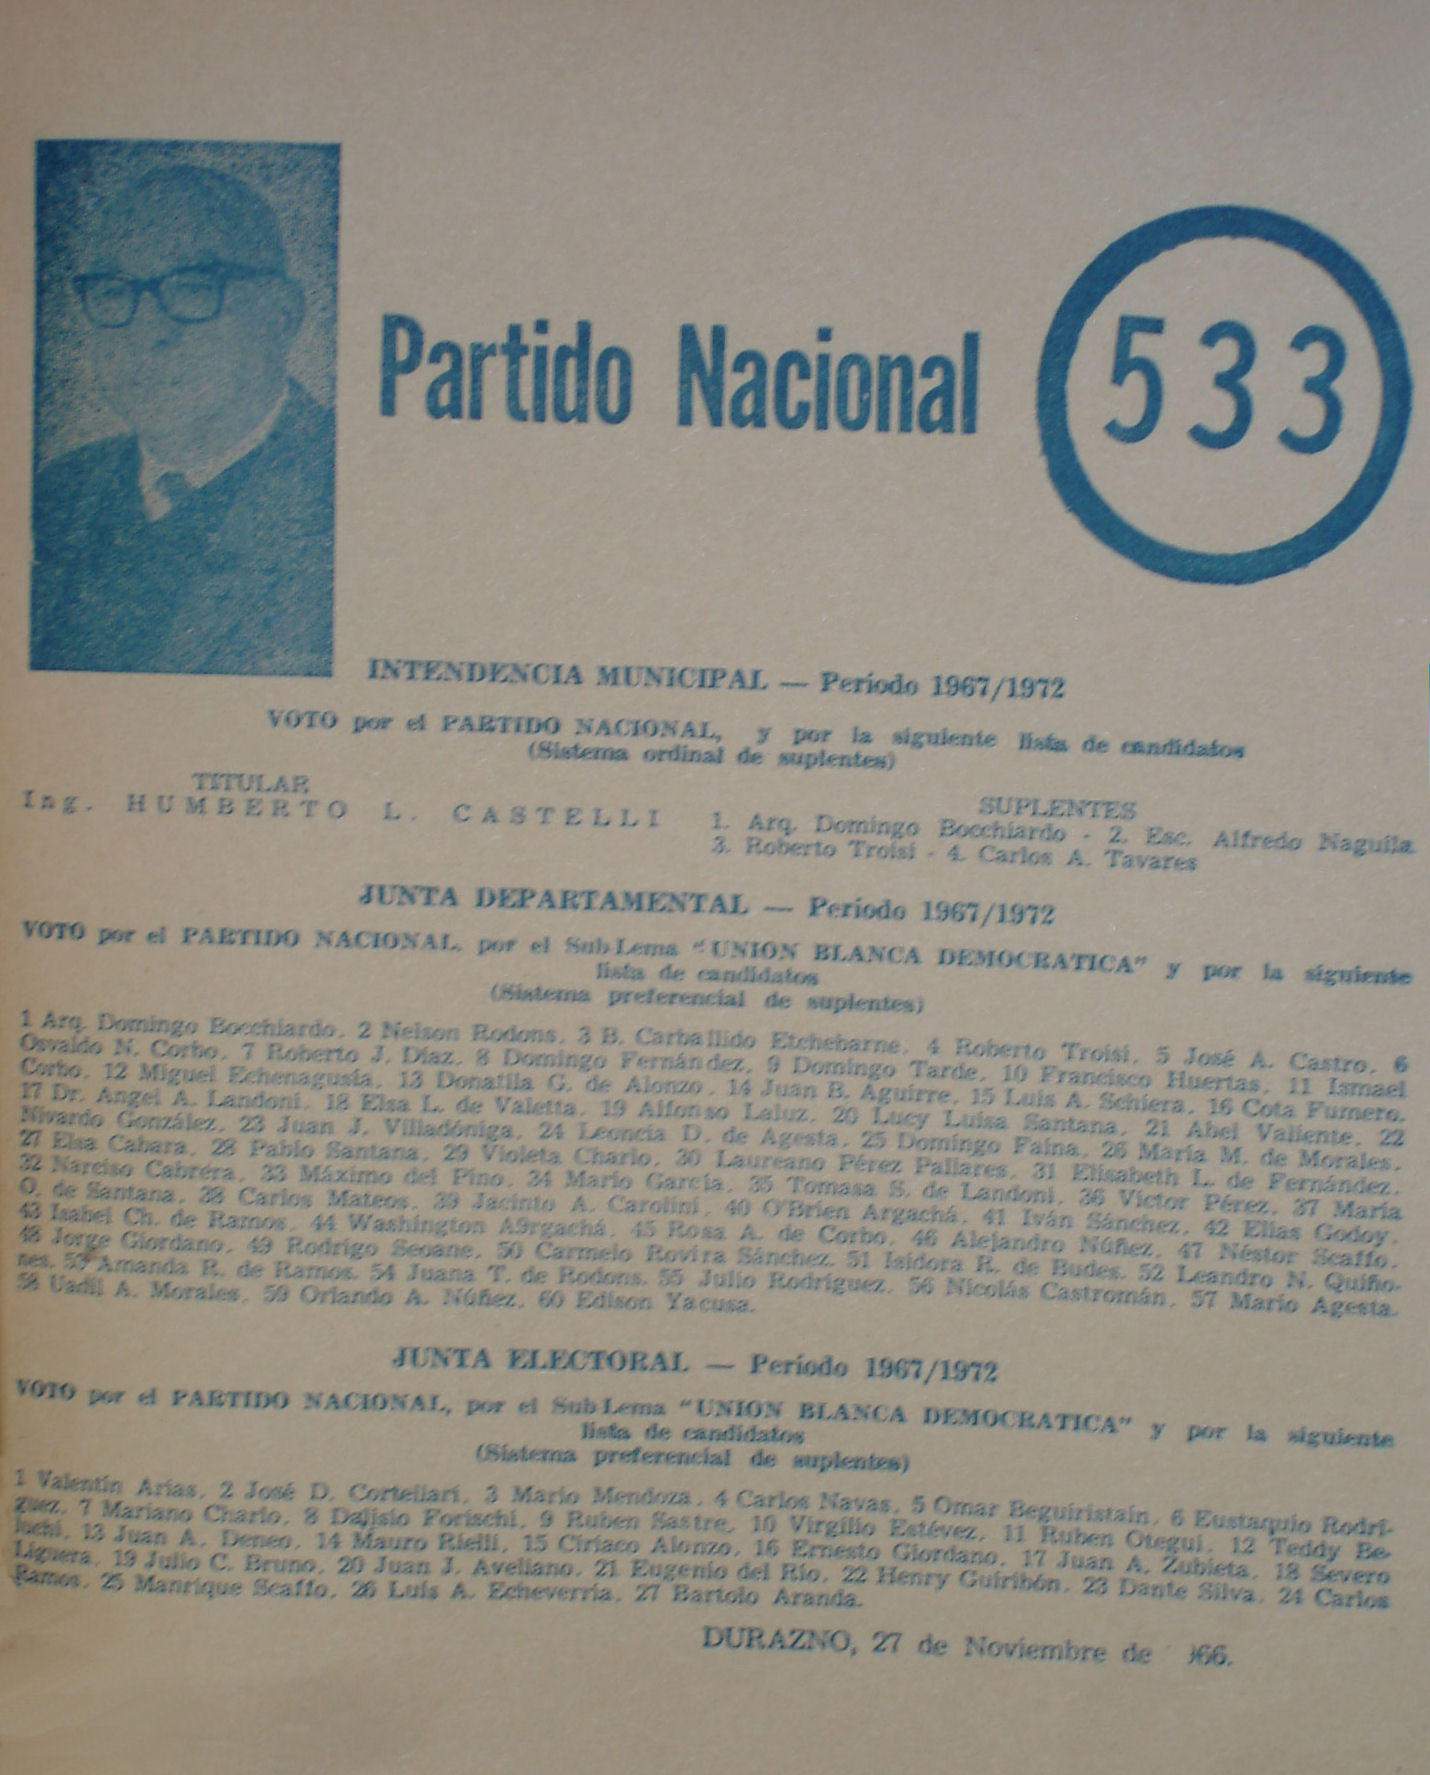 Partido Nacional
533
INTENDENCIA MUNICIPAL — Período 1967/1972
VOTO por el PARTIDO NACIONAL, y por la siguiente lista de candidatos
(Sistema ordinal de suplentes)
TITULAR
Ing. HUMBERTO L. CASTELLI
SUPLENTES
1. Arq. Domingo Bocchiardo - 2. Esc. Alfredo Naguila
3. Roberto Troisi - 4. Carlos A. Tavares
JUNTA DEPARTAMENTAL — Período 1967/1972
VOTO por el PARTIDO NACIONAL, por el Sub-Lema "UNION BLANCA DEMOCRATICA" y por la siguiente
lista de candidatos
(Sistema preferencial de suplentes)
1 Arq. Domingo Bocchiardo, 2 Nelson Rodons, 3 B. Carballido Etchebarne, 4 Roberto Troisi, 5 José A. Castro, 6
Osvaldo N. Corbo, 7 Roberto J. Díaz, 8 Domingo Fernández, 9 Domingo Tarde, 10 Francisco Huertas, 11 Ismael
Corbo, 12 Miguel Echenagusía, 13 Donatila G. de Alonzo, 14 Juan B. Aguirre, 15 Luis A. Schiera, 16 Cota Fumero,
17 Dr. Angel A. Landoni, 18 Elsa L. de Valetta, 19 Alfonso Laluz, 20 Lucy Luisa Santana, 21 Abel Valiente, 22
Nivardo González, 23 Juan J. Villadóniga, 24 Leoncia D. de Agesta, 25 Domingo Faina, 26 María M. de Morales,
27 Elsa Cabara, 28 Pablo Santana, 29 Violeta Charlo, 30 Laureano Pérez Pallares, 31 Elisabeth L. de Fernández,
32 Narciso Cabréra, 33 Máximo del Pino, 34 Mario García, 35 Tomasa S. de Landoni, 36 Víctor Pérez, 37 María
O. de Santana, 38 Carlos Mateos, 39 Jacinto A. Carolini, 40 O'Brien Argachá, 41 Iván Sánchez, 42 Elías Godoy,
43 Isabel Ch. de Ramos, 44 Washington A9rgachá, 45 Rosa A. de Corbo, 46 Alejandro Núñez, 47 Néstor Scaffo,
48 Jorge Giordano, 49 Rodrigo Seoane, 50 Carmelo Rovira Sánchez, 51 Isidora R. de Budes, 52 Leandro N. Quiño-
nes, 53 Amanda R. de Ramos, 54 Juana T. de Rodons, 55 Julio Rodríguez, 56 Nicolás Castromán, 57 Mario Agesta,
58 Uadil A. Morales, 59 Orlando A. Núñez, 60 Edison Yacusa.
JUNTA ELECTORAL — Período 1967/1972
VOTO por el PARTIDO NACIONAL, por el Sub-Lema "UNION BLANCA DEMOCRATICA" y por la siguiente
lista de candidatos
(Sistema preferencial de suplentes)
1 Valentín Arias, 2 José D. Cortellari, 3 Mario Mendoza, 4 Carlos Navas, 5 Omar Beguiristain, 6 Eustaquio Rodrí-
guez, 7 Mariano Charlo, 8 Daljsio Forischi, 9 Ruben Sastre, 10 Virgilio Estévez, 11 Ruben Otegui, 12 Teddy Be-
luchi, 13 Juan A. Deneo, 14 Mauro Rielli, 15 Ciriaco Alonzo, 16 Ernesto Giordano, 17 Juan A. Zubieta, 18 Severo
Liguera, 19 Julio C. Bruno, 20 Juan J. Avellano, 21 Eugenio del Río, 22 Henry Guiribón, 23 Dante Silva, 24 Carlos
Ramos, 25 Manrique Scaffo, 26 Luis A. Echeverría, 27 Bartolo Aranda.
DURAZNO, 27 de Noviembre de 66.